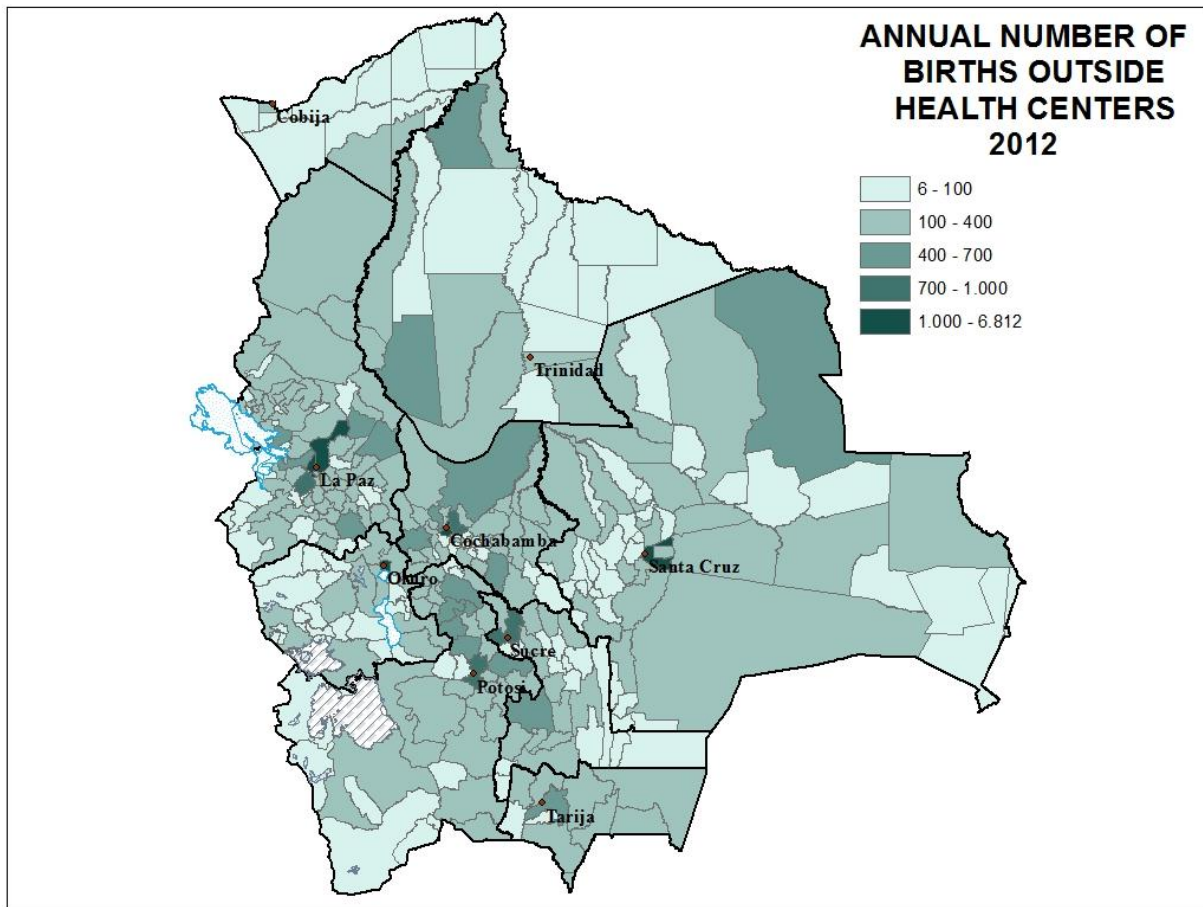 ANNUAL NUMBER OF
BIRTHS OUTSIDE
HEALTH CENTERS
2012
6 - 100
100 - 400
400 - 700
700 - 1.000
1.000 - 6.812
Cobija
Trinidad
La Paz
Cochabamba
Santa Cruz
Oruro
Sucre
Potosi
Tarija